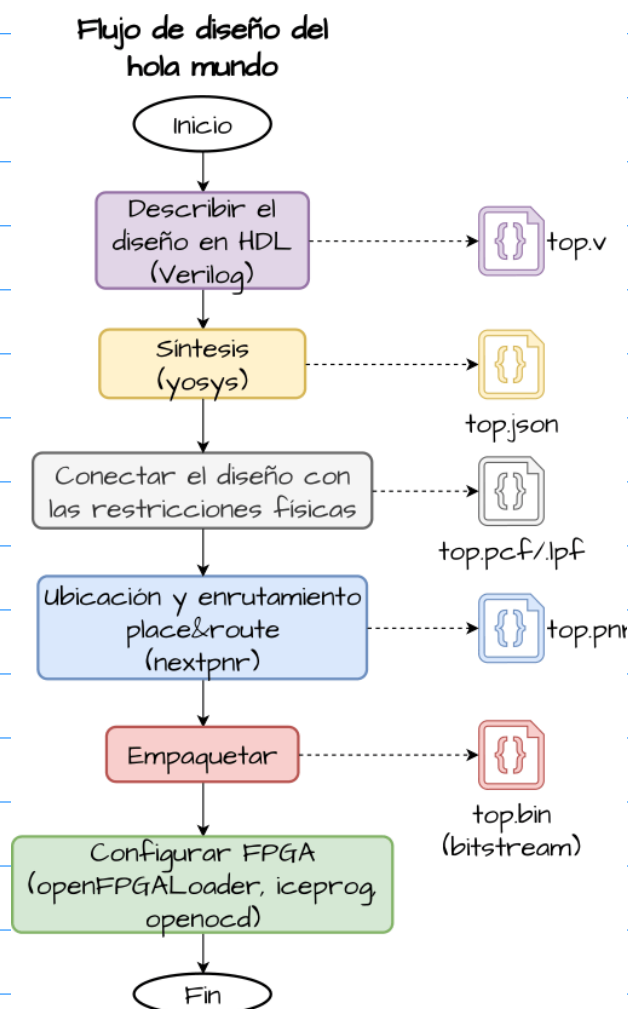 Flujo de diseño del
hola mundo
Inicio
Describir el
diseño en HDL
(Verilog)
top.v
Síntesis
(yosys)
top.json
Conectar el diseño con
las restricciones físicas
top.pcf/.lpf
Ubicación y enrutamiento
place&route
(nextpnr)
top.pnr
Empaquetar
top.bin
(bitstream)
Configurar FPGA
(openFPGALoader, iceprog,
openocd)
Fin